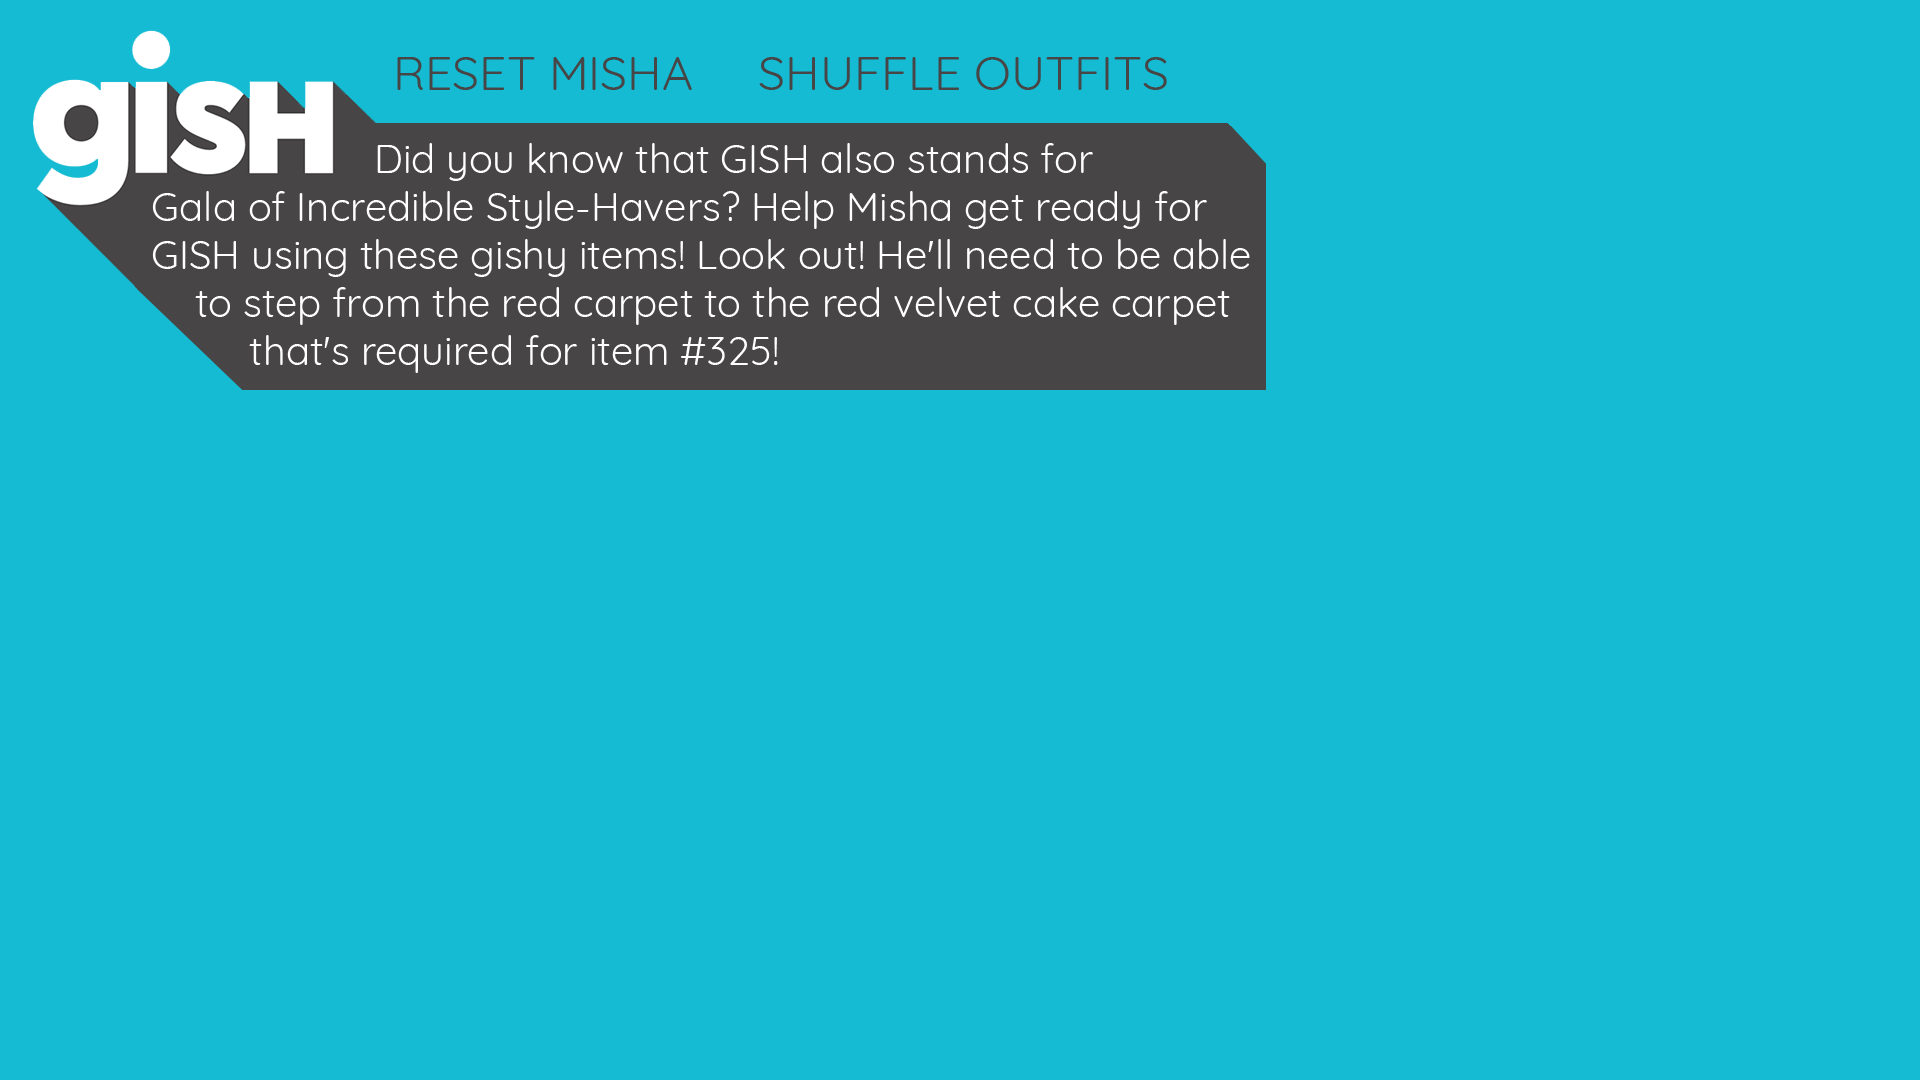 gisH
RESET MISHA SHUFFLE OUTFITS
Did you know that GISH also stands for
Gala of Incredible Style-Havers? Help Misha get ready for
GISH using these gishy items! Look out! He'll need to be able
to step from the red carpet to the red velvet cake carpet
that's required for item #325!